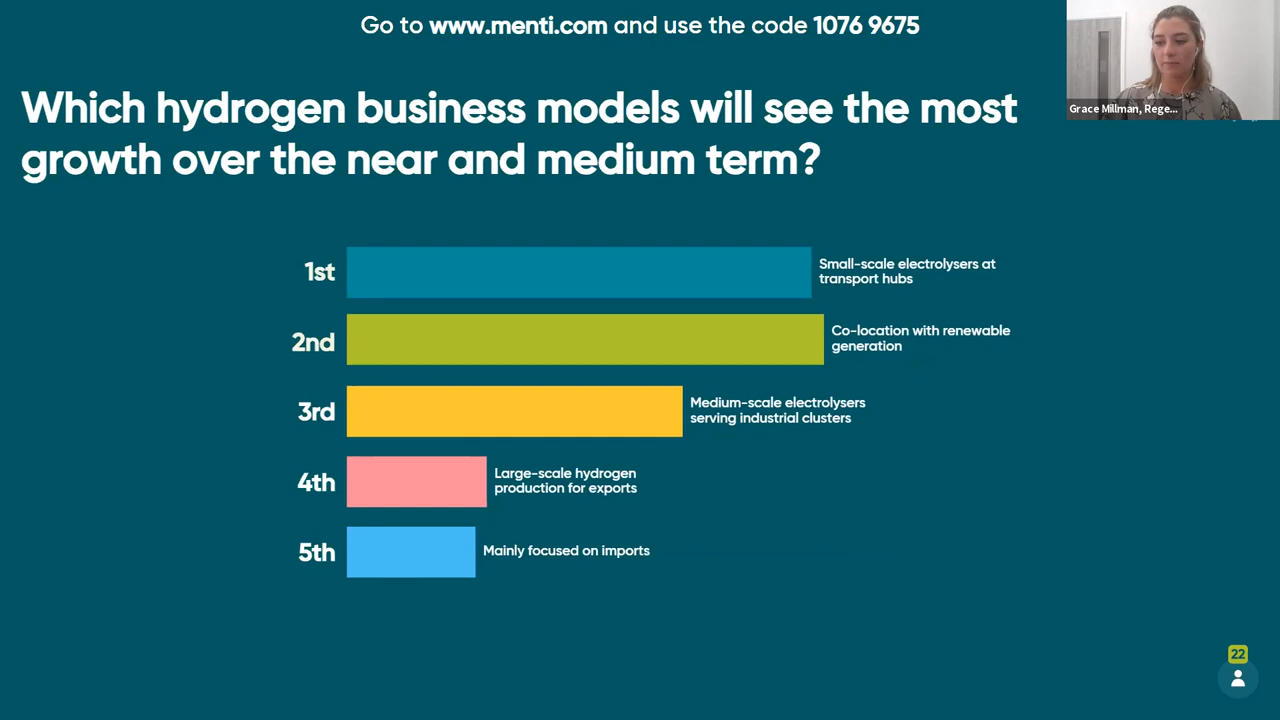 Go to www.menti.com and use the code 1076 9675
Grace Millman, Rege...
Which hydrogen business models will see the most
growth over the near and medium term?
1st
Small-scale electrolysers at
transport hubs
2nd
Co-location with renewable
generation
3rd
Medium-scale electrolysers
serving industrial clusters
4th
Large-scale hydrogen
production for exports
5th
Mainly focused on imports
22